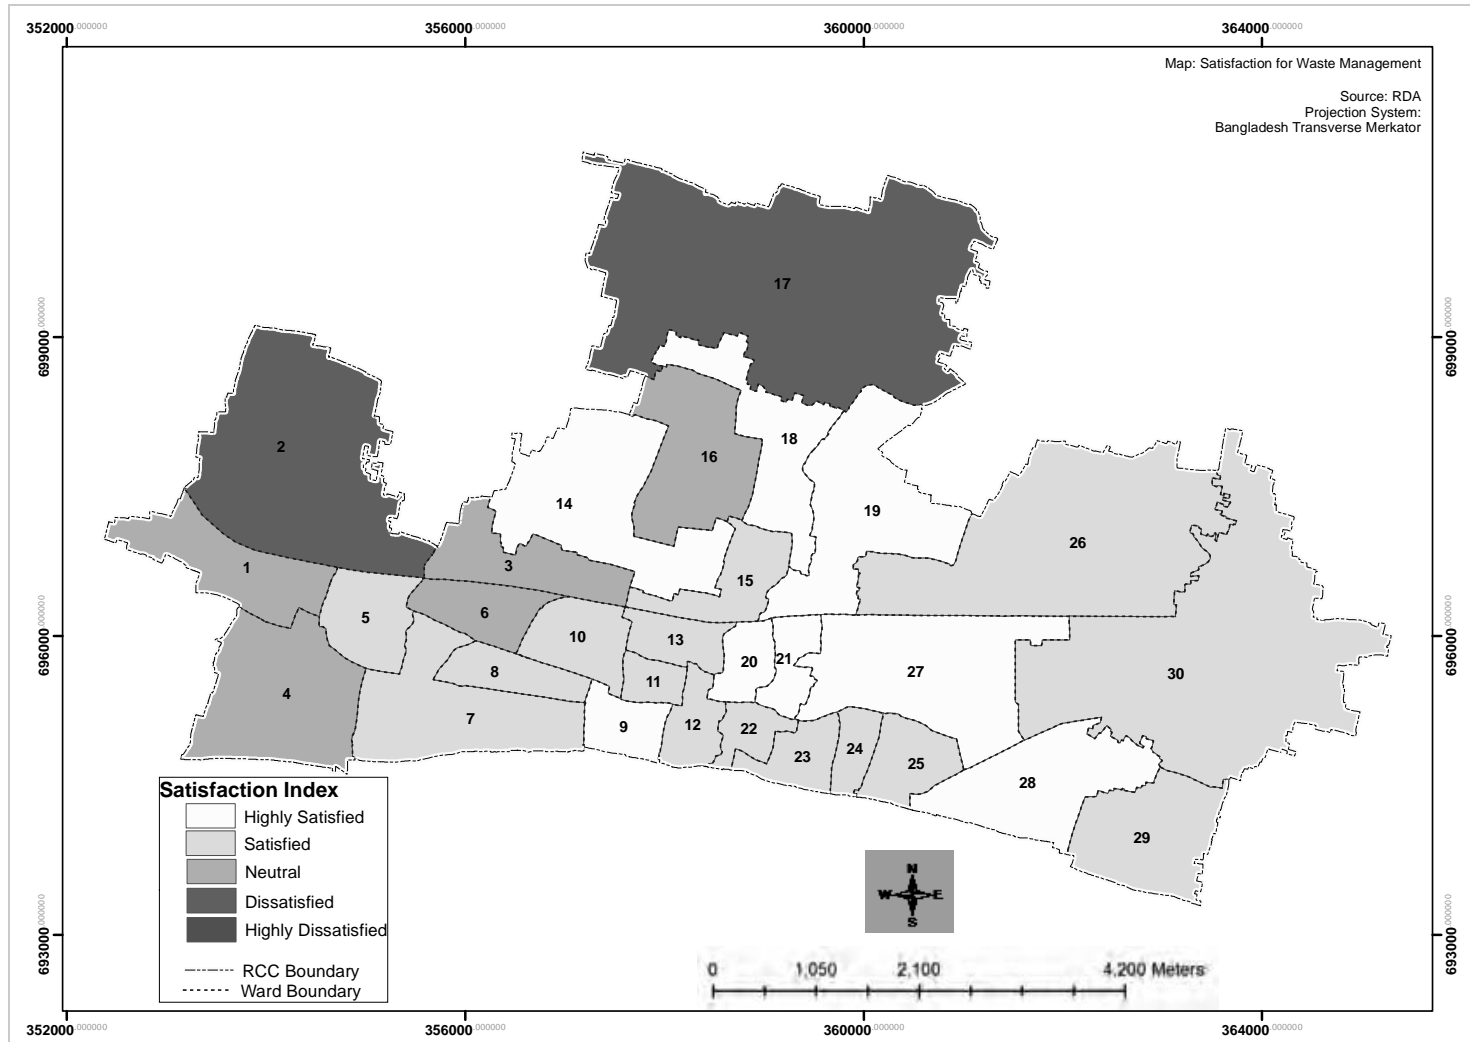 352000.000000 356000.000000 360000.000000 364000.000000
Map: Satisfaction for Waste Management
Source: RDA
Projection System:
Bangladesh Transverse Merkator
699000.000000 699000.000000
696000.000000 696000.000000
693000.000000 693000.000000
17
2
18
16
14
19
26
3
1
15
5
6
10
13
20
21
27
30
8
11
4
7
9
12
22
24
23
25
28
29
Satisfaction Index
Highly Satisfied
Satisfied
Neutral
Dissatisfied
Highly Dissatisfied
RCC Boundary
Ward Boundary
N
W E
S
0 1,050 2,100 4,200 Meters
352000.000000 356000.000000 360000.000000 364000.000000